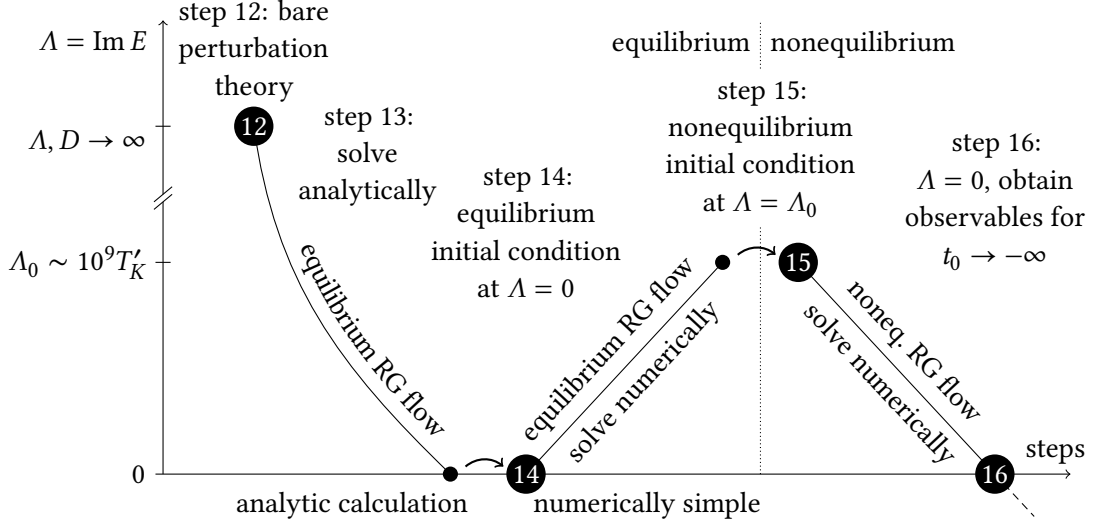 step 12: bare
perturbation
theory
Λ = Im E
equilibrium
nonequilibrium
12
Λ, D → ∞
step 13:
solve
analytically
step 14:
equilibrium
initial condition
at Λ = 0
step 15:
nonequilibrium
initial condition
at Λ = Λ₀
step 16:
Λ = 0, obtain
observables for
t₀ → −∞
Λ₀ ∼ 10⁹T′_K
15
equilibrium RG flow
equilibrium RG flow
solve numerically
noneq. RG flow
solve numerically
steps
0
14
16
analytic calculation
numerically simple